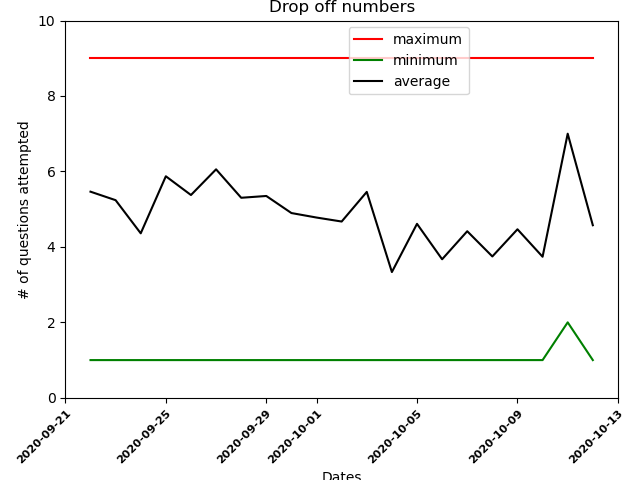 Drop off numbers
maximum
minimum
average
# of questions attempted
10
8
6
4
2
0
2020-09-21
2020-09-25
2020-09-29
2020-10-01
2020-10-05
2020-10-09
2020-10-13
Dates